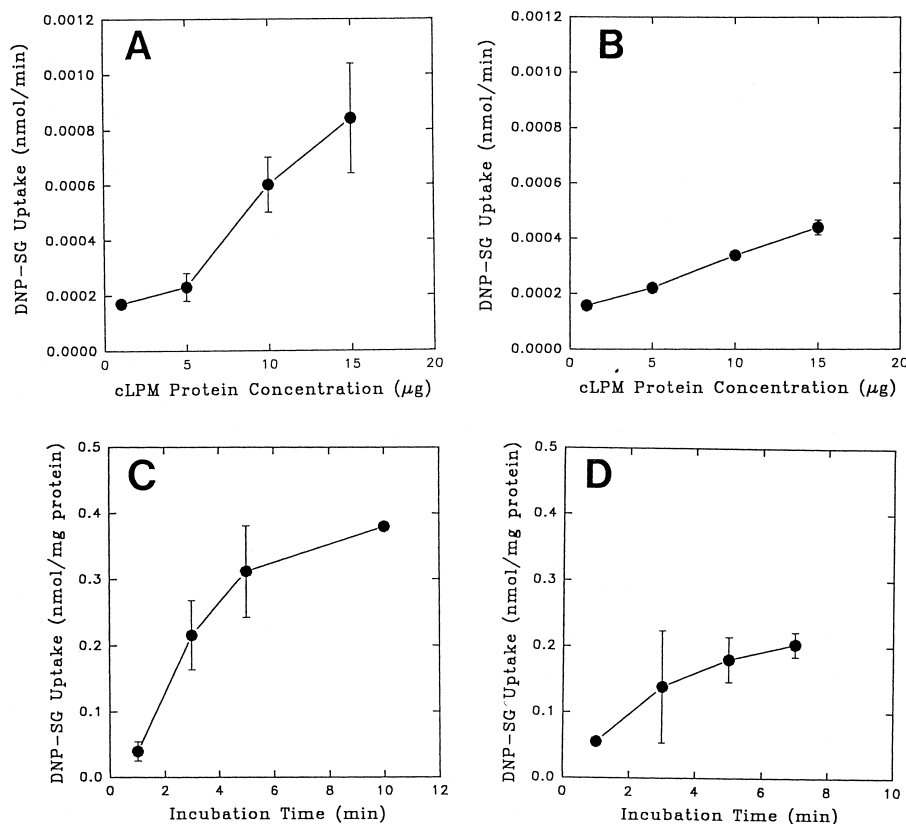 A
DNP-SG Uptake (nmol/min)
0.0012
0.0010
0.0008
0.0006
0.0004
0.0002
0.0000
0 5 10 15 20
cLPM Protein Concentration (μg)
B
DNP-SG Uptake (nmol/min)
0.0012
0.0010
0.0008
0.0006
0.0004
0.0002
0.0000
0 5 10 15 20
cLPM Protein Concentration (μg)
C
DNP-SG Uptake (nmol/mg protein)
0.5
0.4
0.3
0.2
0.1
0.0
0 2 4 6 8 10 12
Incubation Time (min)
D
DNP-SG Uptake (nmol/mg protein)
0.5
0.4
0.3
0.2
0.1
0.0
0 2 4 6 8 10
Incubation Time (min)